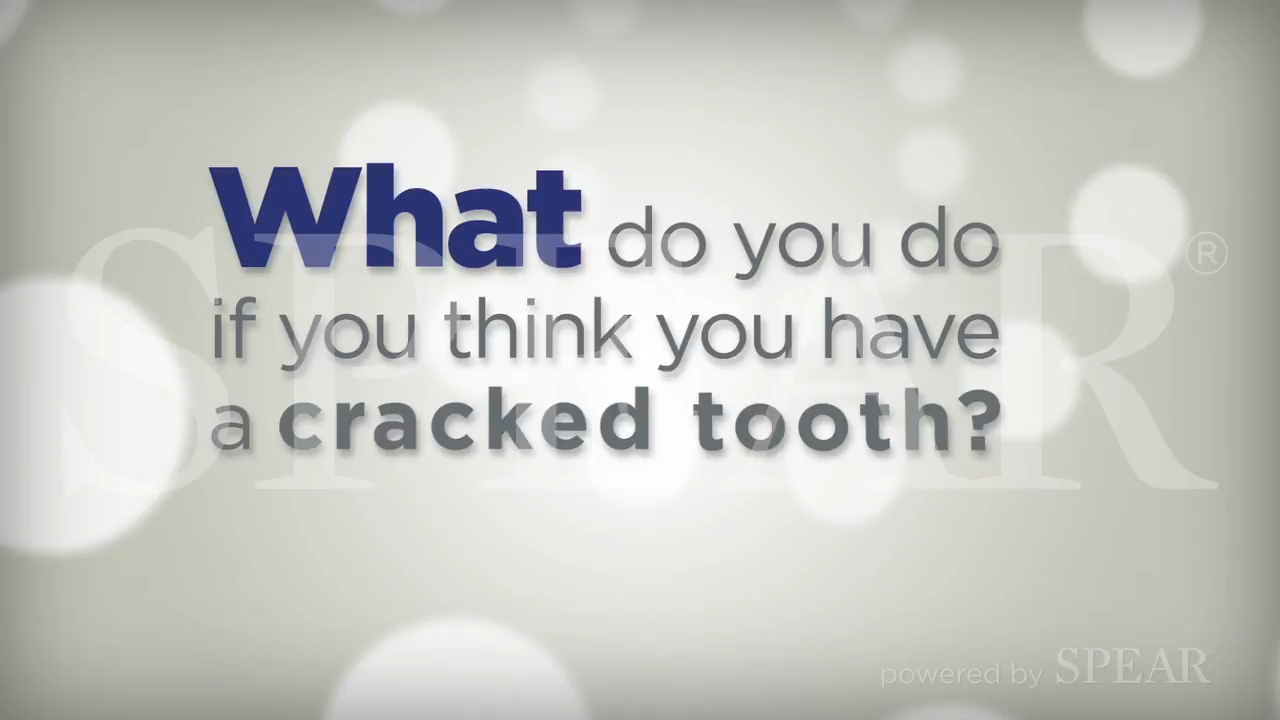 What do you do
if you think you have
a cracked tooth?
SPEAR®
powered by SPEAR